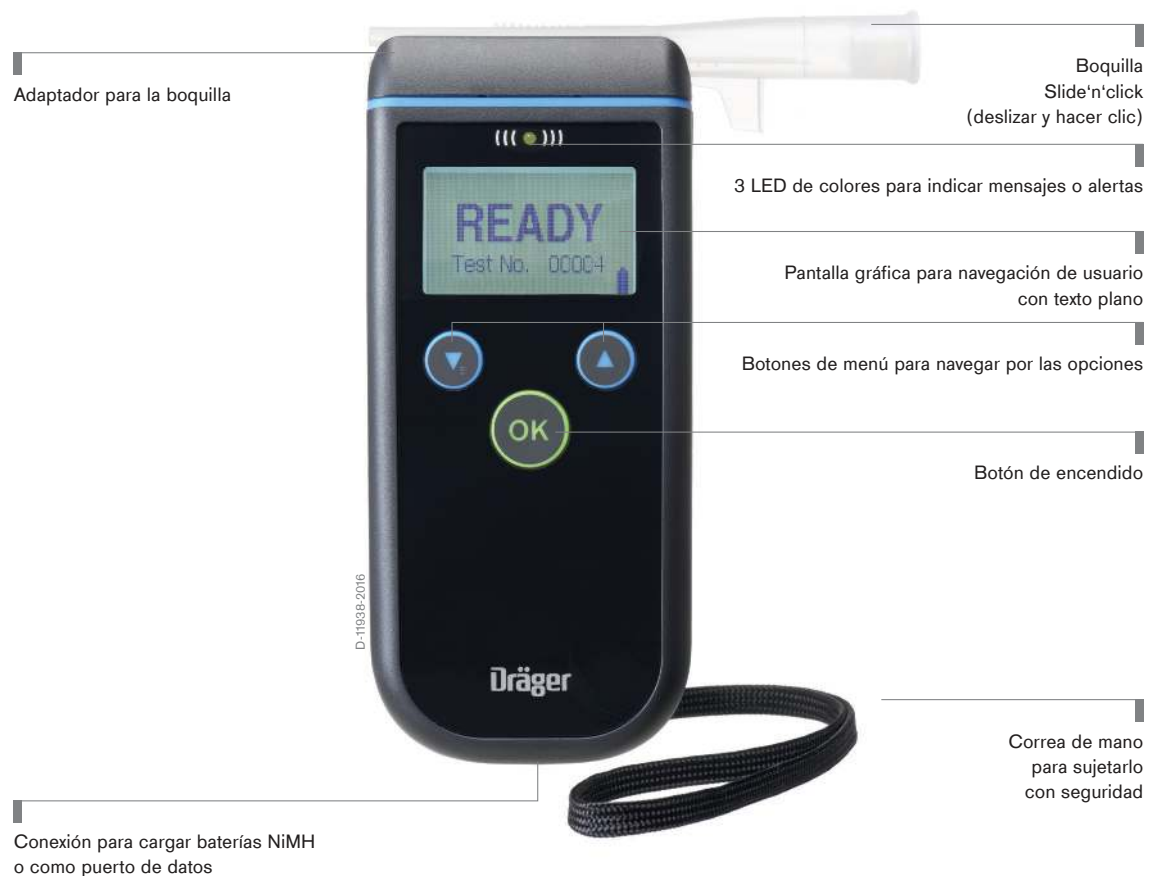 Adaptador para la boquilla
Boquilla
Slide‘n‘click
(deslizar y hacer clic)
3 LED de colores para indicar mensajes o alertas
READY
Test No. 00004
Pantalla gráfica para navegación de usuario
con texto plano
Botones de menú para navegar por las opciones
OK
Botón de encendido
D-11938-2016
Dräger
Correa de mano
para sujetarlo
con seguridad
Conexión para cargar baterías NiMH
o como puerto de datos